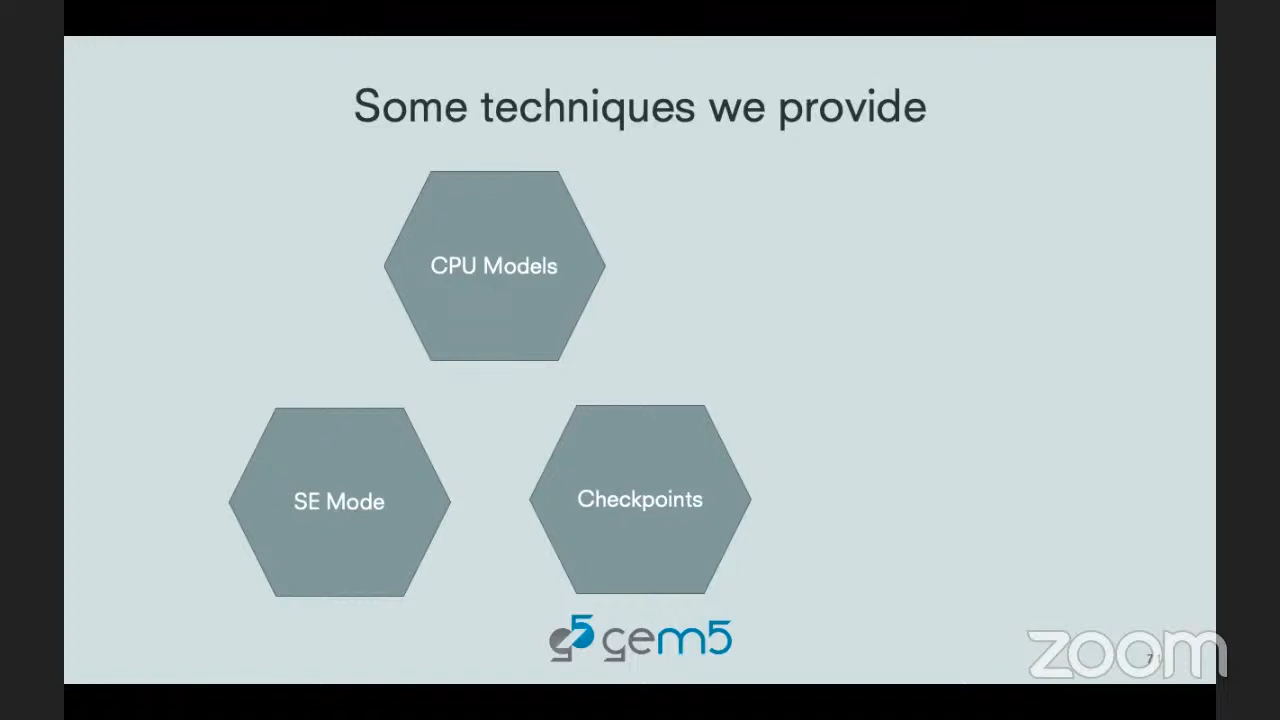 Some techniques we provide
CPU Models
SE Mode
Checkpoints
gem5
zoom